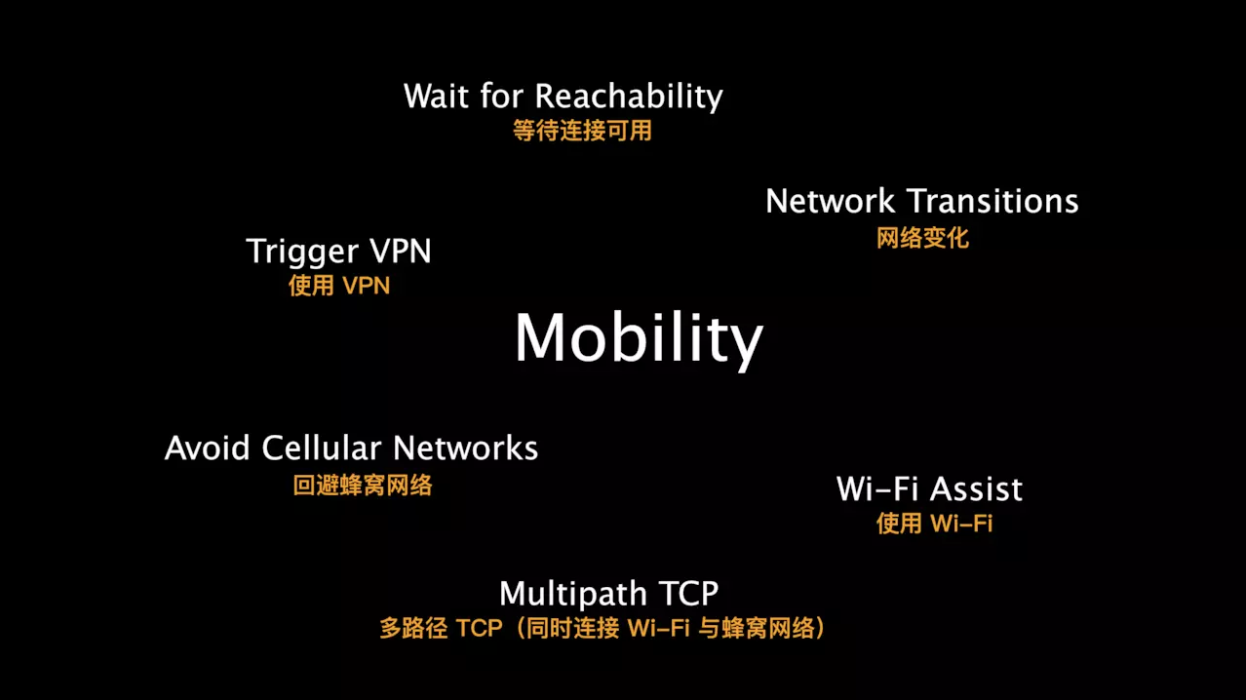 Wait for Reachability
等待连接可用
Network Transitions
网络变化
Trigger VPN
使用 VPN
Mobility
Avoid Cellular Networks
回避蜂窝网络
Wi-Fi Assist
使用 Wi-Fi
Multipath TCP
多路径 TCP（同时连接 Wi-Fi 与蜂窝网络）